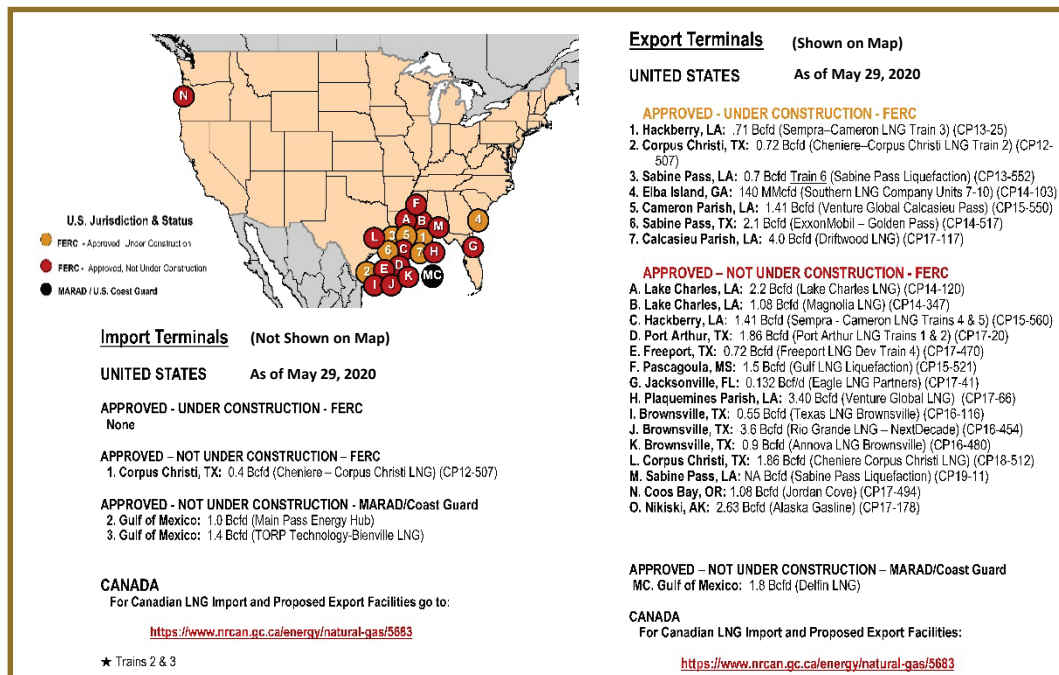 N
F
A
B
M
4
L
3
5
1
G
6
C
7
H
2
E
D
K
MC
I
J
U.S. Jurisdiction & Status
FERC - Approved Under Construction
FERC - Approved, Not Under Construction
MARAD / U.S. Coast Guard
Import Terminals (Not Shown on Map)
UNITED STATES As of May 29, 2020
APPROVED - UNDER CONSTRUCTION - FERC
None
APPROVED – NOT UNDER CONSTRUCTION – FERC
1. Corpus Christi, TX: 0.4 Bcfd (Cheniere – Corpus Christi LNG) (CP12-507)
APPROVED - NOT UNDER CONSTRUCTION - MARAD/Coast Guard
2. Gulf of Mexico: 1.0 Bcfd (Main Pass Energy Hub)
3. Gulf of Mexico: 1.4 Bcfd (TORP Technology-Bienville LNG)
CANADA
For Canadian LNG Import and Proposed Export Facilities go to:
https://www.nrcan.gc.ca/energy/natural-gas/5683
★ Trains 2 & 3
Export Terminals (Shown on Map)
UNITED STATES As of May 29, 2020
APPROVED - UNDER CONSTRUCTION - FERC
1. Hackberry, LA: .71 Bcfd (Sempra–Cameron LNG Train 3) (CP13-25)
2. Corpus Christi, TX: 0.72 Bcfd (Cheniere–Corpus Christi LNG Train 2) (CP12-
507)
3. Sabine Pass, LA: 0.7 Bcfd Train 6 (Sabine Pass Liquefaction) (CP13-552)
4. Elba Island, GA: 140 MMcfd (Southern LNG Company Units 7-10) (CP14-103)
5. Cameron Parish, LA: 1.41 Bcfd (Venture Global Calcasieu Pass) (CP15-550)
6. Sabine Pass, TX: 2.1 Bcfd (ExxonMobil – Golden Pass) (CP14-517)
7. Calcasieu Parish, LA: 4.0 Bcfd (Driftwood LNG) (CP17-117)
APPROVED – NOT UNDER CONSTRUCTION - FERC
A. Lake Charles, LA: 2.2 Bcfd (Lake Charles LNG) (CP14-120)
B. Lake Charles, LA: 1.08 Bcfd (Magnolia LNG) (CP14-347)
C. Hackberry, LA: 1.41 Bcfd (Sempra - Cameron LNG Trains 4 & 5) (CP15-560)
D. Port Arthur, TX: 1.86 Bcfd (Port Arthur LNG Trains 1 & 2) (CP17-20)
E. Freeport, TX: 0.72 Bcfd (Freeport LNG Dev Train 4) (CP17-470)
F. Pascagoula, MS: 1.5 Bcfd (Gulf LNG Liquefaction) (CP15-521)
G. Jacksonville, FL: 0.132 Bcf/d (Eagle LNG Partners) (CP17-41)
H. Plaquemines Parish, LA: 3.40 Bcfd (Venture Global LNG) (CP17-66)
I. Brownsville, TX: 0.55 Bcfd (Texas LNG Brownsville) (CP16-116)
J. Brownsville, TX: 3.6 Bcfd (Rio Grande LNG – NextDecade) (CP16-454)
K. Brownsville, TX: 0.9 Bcfd (Annova LNG Brownsville) (CP16-480)
L. Corpus Christi, TX: 1.86 Bcfd (Cheniere Corpus Christi LNG) (CP18-512)
M. Sabine Pass, LA: NA Bcfd (Sabine Pass Liquefaction) (CP19-11)
N. Coos Bay, OR: 1.08 Bcfd (Jordan Cove) (CP17-494)
O. Nikiski, AK: 2.63 Bcfd (Alaska Gasline) (CP17-178)
APPROVED – NOT UNDER CONSTRUCTION – MARAD/Coast Guard
MC. Gulf of Mexico: 1.8 Bcfd (Delfin LNG)
CANADA
For Canadian LNG Import and Proposed Export Facilities:
https://www.nrcan.gc.ca/energy/natural-gas/5683